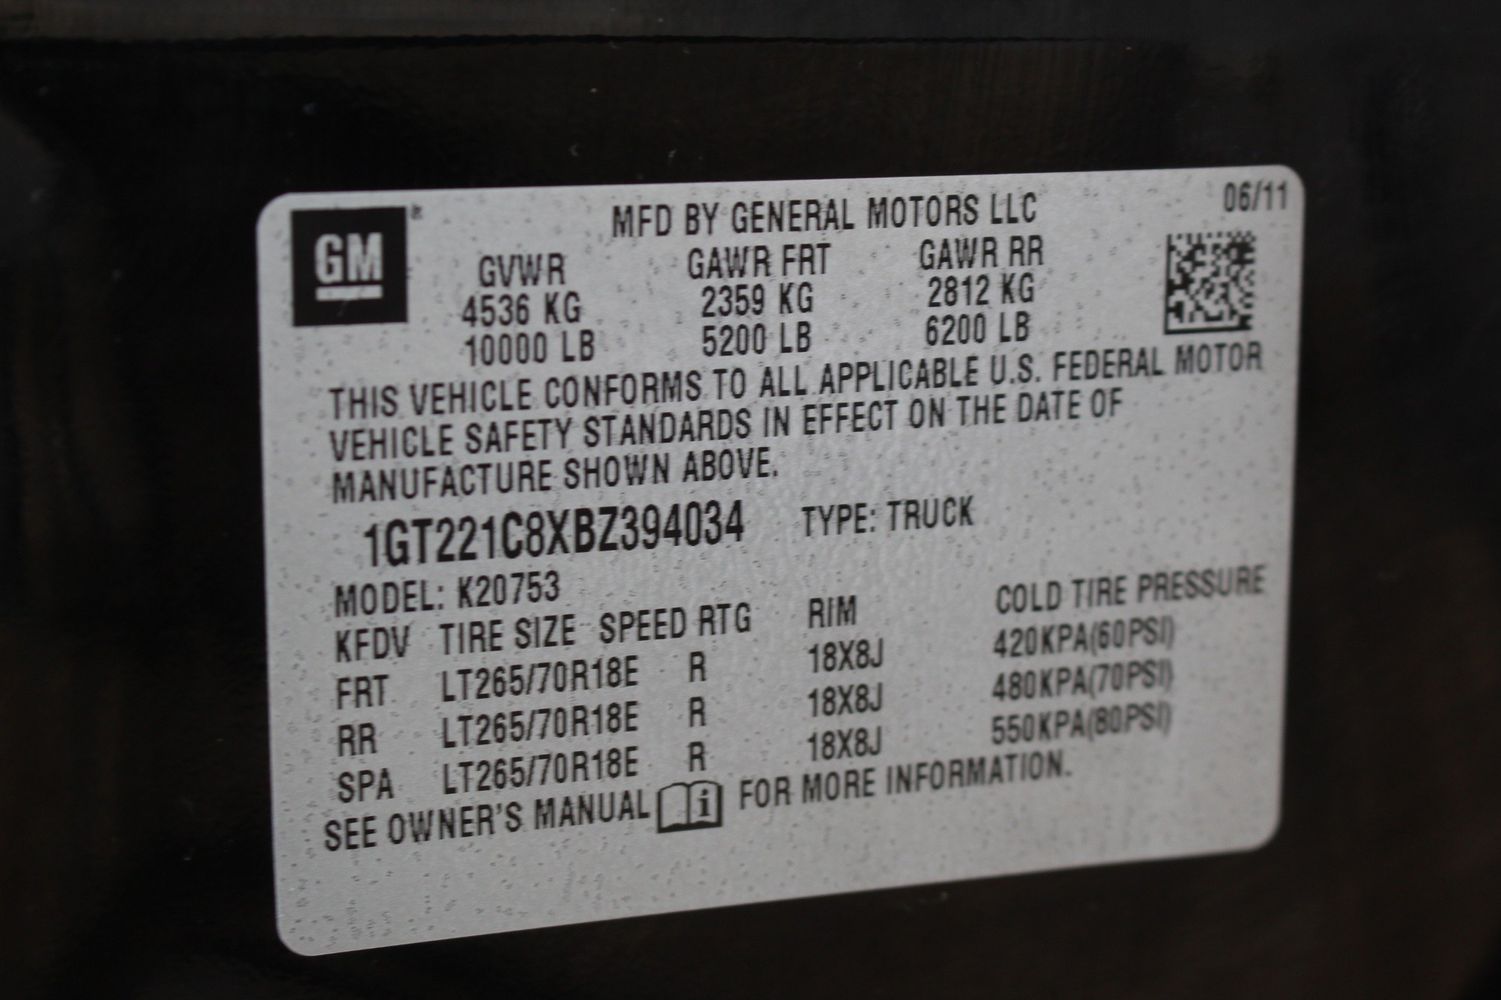 GM
MFD BY GENERAL MOTORS LLC 06/11
GVWR GAWR FRT GAWR RR
4536 KG 2359 KG 2812 KG
10000 LB 5200 LB 6200 LB
THIS VEHICLE CONFORMS TO ALL APPLICABLE U.S. FEDERAL MOTOR
VEHICLE SAFETY STANDARDS IN EFFECT ON THE DATE OF
MANUFACTURE SHOWN ABOVE.
1GT221C8XBZ394034 TYPE: TRUCK
MODEL: K20753
KFDV TIRE SIZE SPEED RTG RIM COLD TIRE PRESSURE
FRT LT265/70R18E R 18X8J 420KPA(60PSI)
RR LT265/70R18E R 18X8J 480KPA(70PSI)
SPA LT265/70R18E R 18X8J 550KPA(80PSI)
SEE OWNER'S MANUAL i FOR MORE INFORMATION.